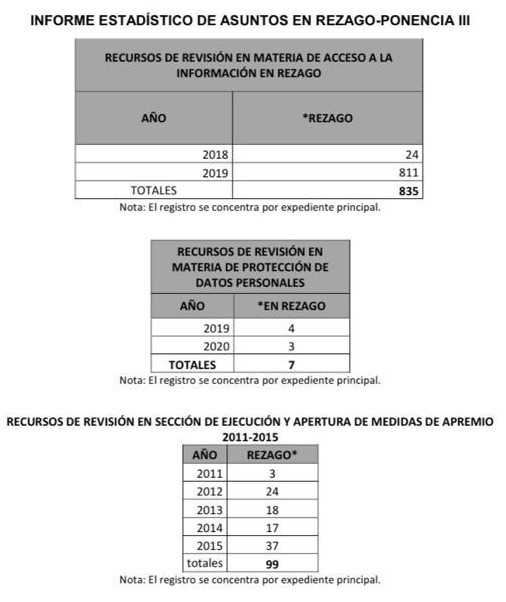 INFORME ESTADÍSTICO DE ASUNTOS EN REZAGO-PONENCIA III
RECURSOS DE REVISIÓN EN MATERIA DE ACCESO A LA
INFORMACIÓN EN REZAGO
AÑO *REZAGO
2018 24
2019 811
TOTALES 835
Nota: El registro se concentra por expediente principal.
RECURSOS DE REVISIÓN EN
MATERIA DE PROTECCIÓN DE
DATOS PERSONALES
AÑO *EN REZAGO
2019 4
2020 3
TOTALES 7
Nota: El registro se concentra por expediente principal.
RECURSOS DE REVISIÓN EN SECCIÓN DE EJECUCIÓN Y APERTURA DE MEDIDAS DE APREMIO
2011-2015
AÑO REZAGO*
2011 3
2012 24
2013 18
2014 17
2015 37
totales 99
Nota: El registro se concentra por expediente principal.